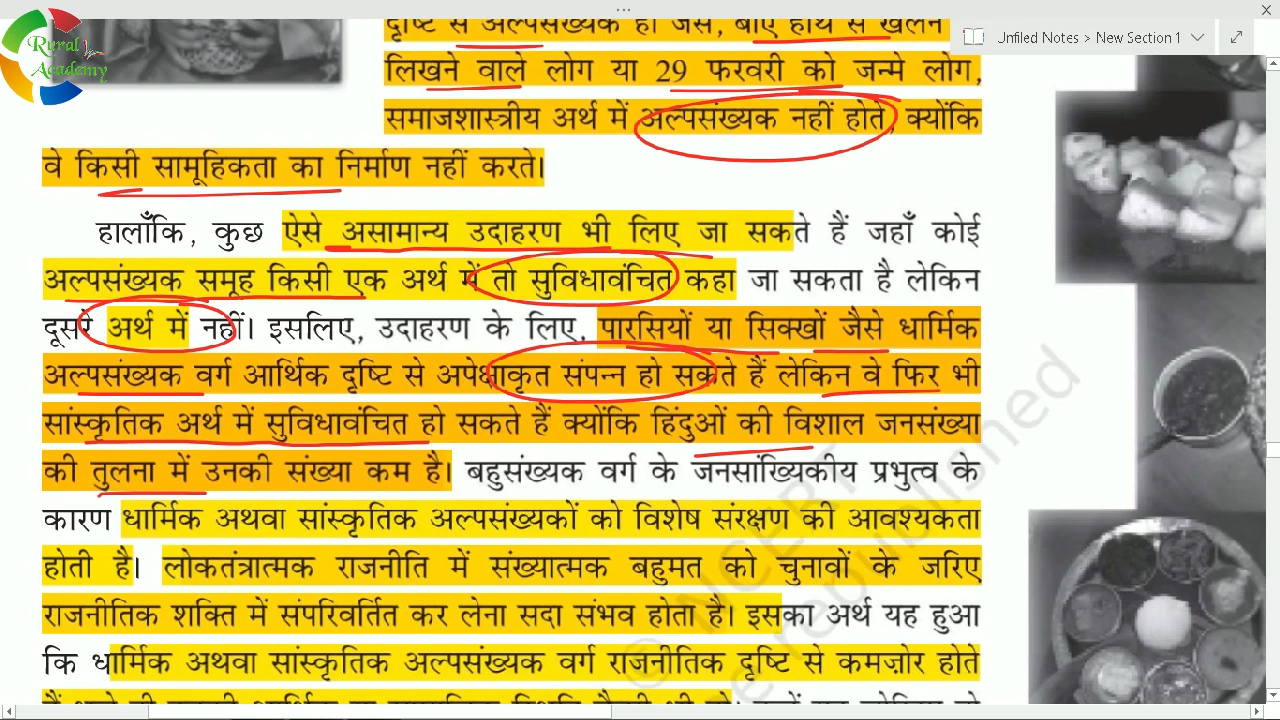 Rural
Academy
Unfiled Notes > New Section 1
दृष्टि से अल्पसंख्यक हों जैसे, बाएँ हाथ से खेलने
लिखने वाले लोग या 29 फरवरी को जन्मे लोग,
समाजशास्त्रीय अर्थ में अल्पसंख्यक नहीं होते, क्योंकि
वे किसी सामूहिकता का निर्माण नहीं करते।
हालाँकि, कुछ ऐसे असामान्य उदाहरण भी लिए जा सकते हैं जहाँ कोई
अल्पसंख्यक समूह किसी एक अर्थ में तो सुविधावंचित कहा जा सकता है लेकिन
दूसरे अर्थ में नहीं। इसलिए, उदाहरण के लिए, पारसियों या सिक्खों जैसे धार्मिक
अल्पसंख्यक वर्ग आर्थिक दृष्टि से अपेक्षाकृत संपन्न हो सकते हैं लेकिन वे फिर भी
सांस्कृतिक अर्थ में सुविधावंचित हो सकते हैं क्योंकि हिंदुओं की विशाल जनसंख्या
की तुलना में उनकी संख्या कम है। बहुसंख्यक वर्ग के जनसांख्यिकीय प्रभुत्व के
कारण धार्मिक अथवा सांस्कृतिक अल्पसंख्यकों को विशेष संरक्षण की आवश्यकता
होती है। लोकतंत्रात्मक राजनीति में संख्यात्मक बहुमत को चुनावों के जरिए
राजनीतिक शक्ति में संपरिवर्तित कर लेना सदा संभव होता है। इसका अर्थ यह हुआ
कि धार्मिक अथवा सांस्कृतिक अल्पसंख्यक वर्ग राजनीतिक दृष्टि से कमज़ोर होते
© NCERT
republished